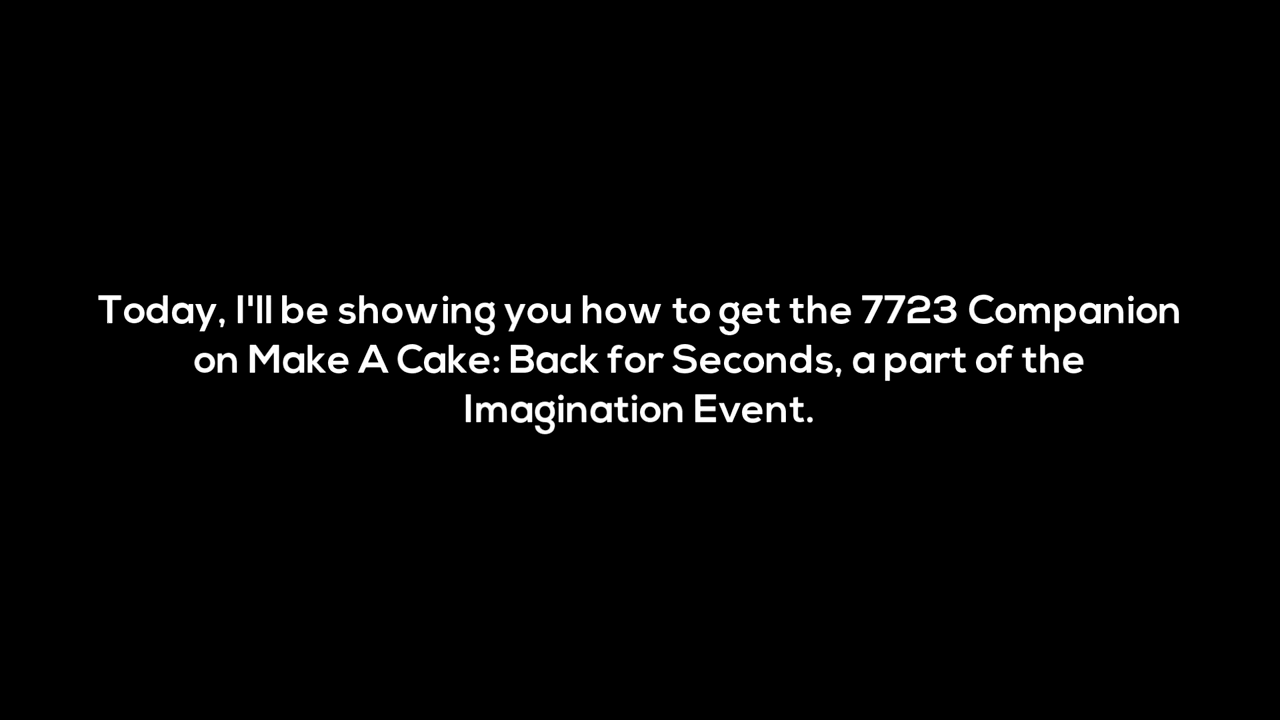 Today, I'll be showing you how to get the 7723 Companion
on Make A Cake: Back for Seconds, a part of the
Imagination Event.